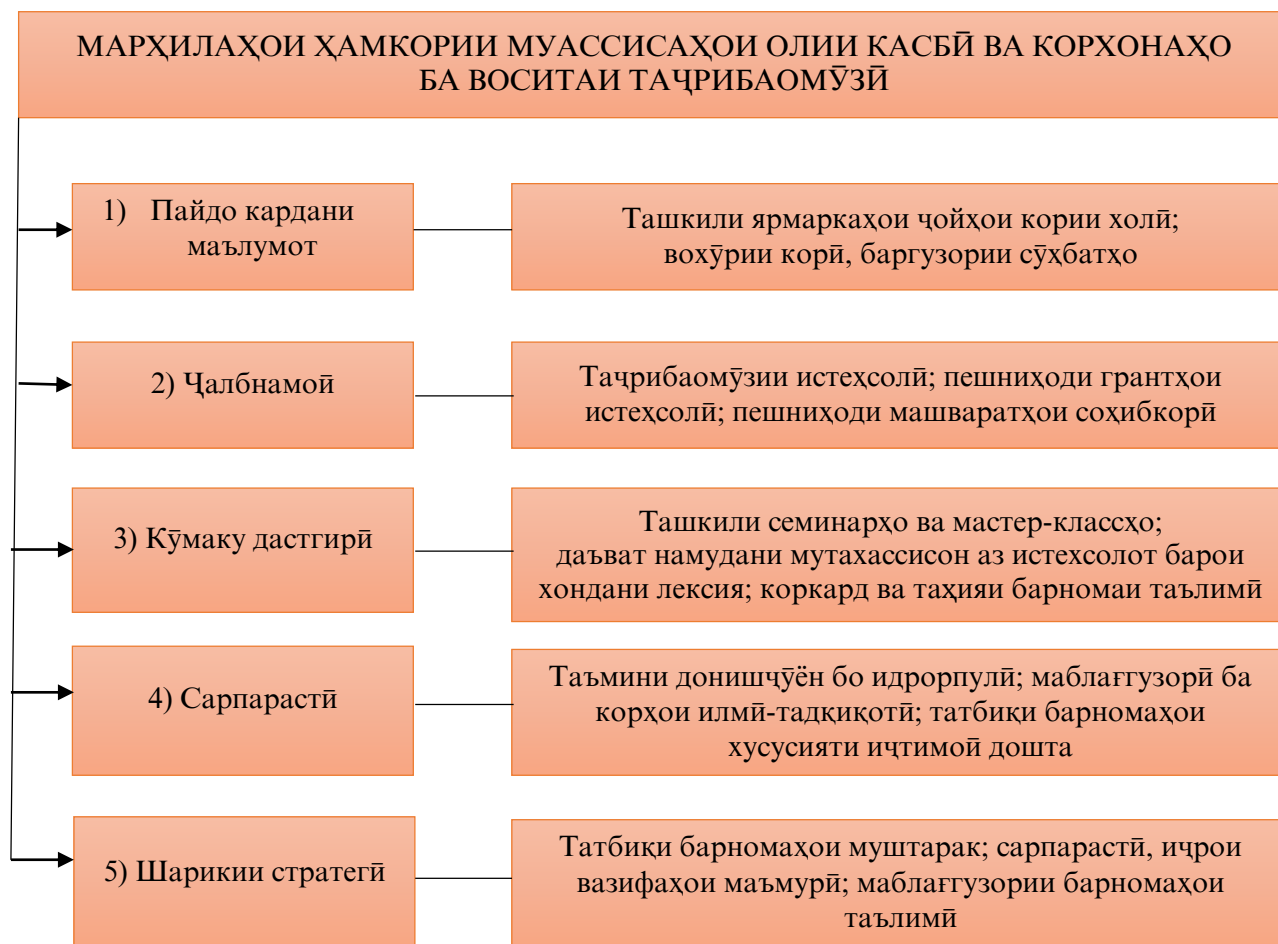 МАРҲИЛАҲОИ ҲАМКОРИИ МУАССИСАҲОИ ОЛИИ КАСБӢ ВА КОРХОНАҲО
БА ВОСИТАИ ТАҶРИБАОМӮЗӢ
1) Пайдо кардани
маълумот
Ташкили ярмаркаҳои ҷойҳои кории холӣ;
вохӯрии корӣ, баргузории сӯҳбатҳо
2) Ҷалбнамоӣ
Таҷрибаомӯзии истеҳсолӣ; пешниҳоди грантҳои
истеҳсолӣ; пешниҳоди машваратҳои соҳибкорӣ
3) Кӯмаку дастгирӣ
Ташкили семинарҳо ва мастер-классҳо;
даъват намудани мутахассисон аз истехсолот барои
хондани лексия; коркард ва таҳияи барномаи таълимӣ
4) Сарпарастӣ
Таъмини донишҷӯён бо идрорпулӣ; маблағгузорӣ ба
корҳои илмӣ-тадқиқотӣ; татбиқи барномаҳои
хусусияти иҷтимоӣ дошта
5) Шарикии стратегӣ
Татбиқи барномаҳои муштарак; сарпарастӣ, иҷрои
вазифаҳои маъмурӣ; маблағгузории барномаҳои
таълимӣ